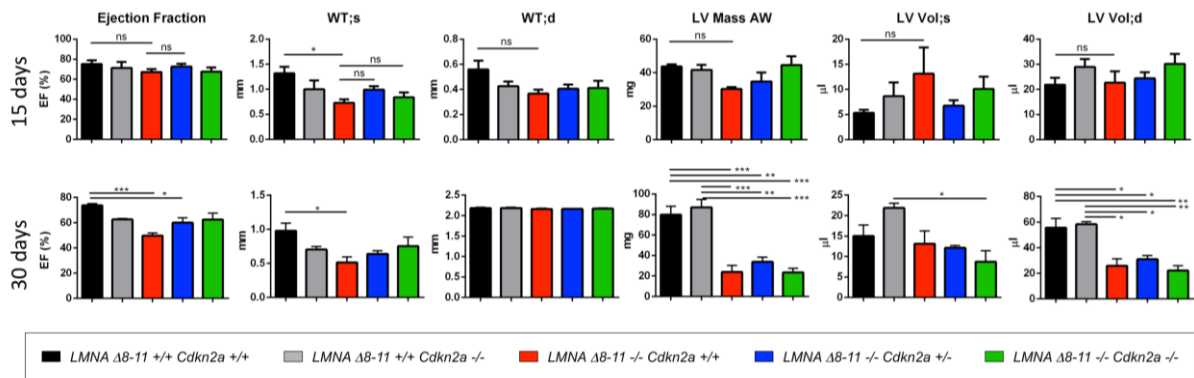 Ejection Fraction
WT;s
WT;d
LV Mass AW
LV Vol;s
LV Vol;d
15 days
EF (%)
100
80
60
40
20
0
ns
ns
mm
2.0
1.5
1.0
0.5
0.0
*
ns
ns
mm
0.8
0.6
0.4
0.2
0.0
ns
mg
60
40
20
0
ns
µl
20
15
10
5
0
ns
µl
40
30
20
10
0
ns
30 days
EF (%)
80
60
40
20
0
***
*
mm
1.5
1.0
0.5
0.0
*
mm
2.5
2.0
1.5
1.0
0.5
0.0
mg
100
80
60
40
20
0
***
**
***
***
**
***
µl
25
20
15
10
5
0
*
µl
80
60
40
20
0
*
*
**
**
*
*
LMNA Δ8-11 +/+ Cdkn2a +/+
LMNA Δ8-11 +/+ Cdkn2a -/-
LMNA Δ8-11 -/- Cdkn2a +/+
LMNA Δ8-11 -/- Cdkn2a +/-
LMNA Δ8-11 -/- Cdkn2a -/-